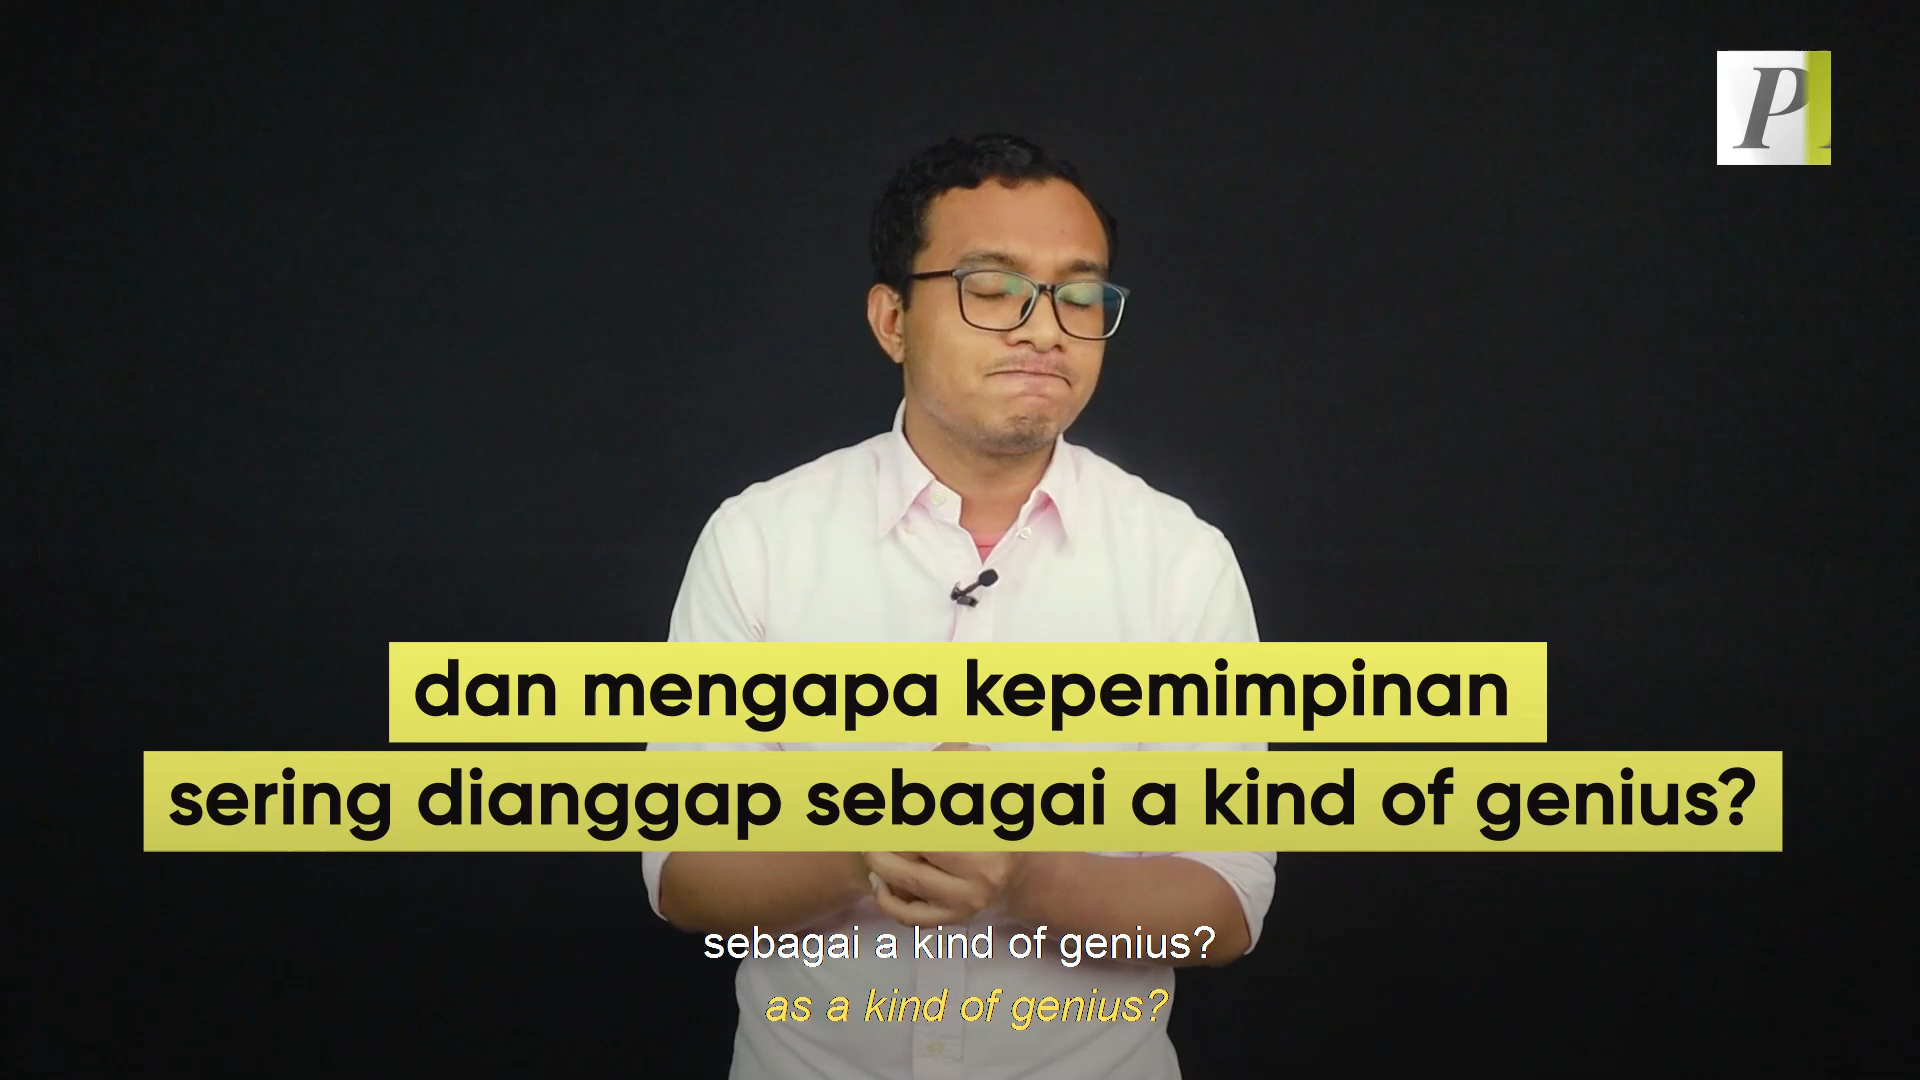 P
dan mengapa kepemimpinan
sering dianggap sebagai a kind of genius?
sebagai a kind of genius?
as a kind of genius?